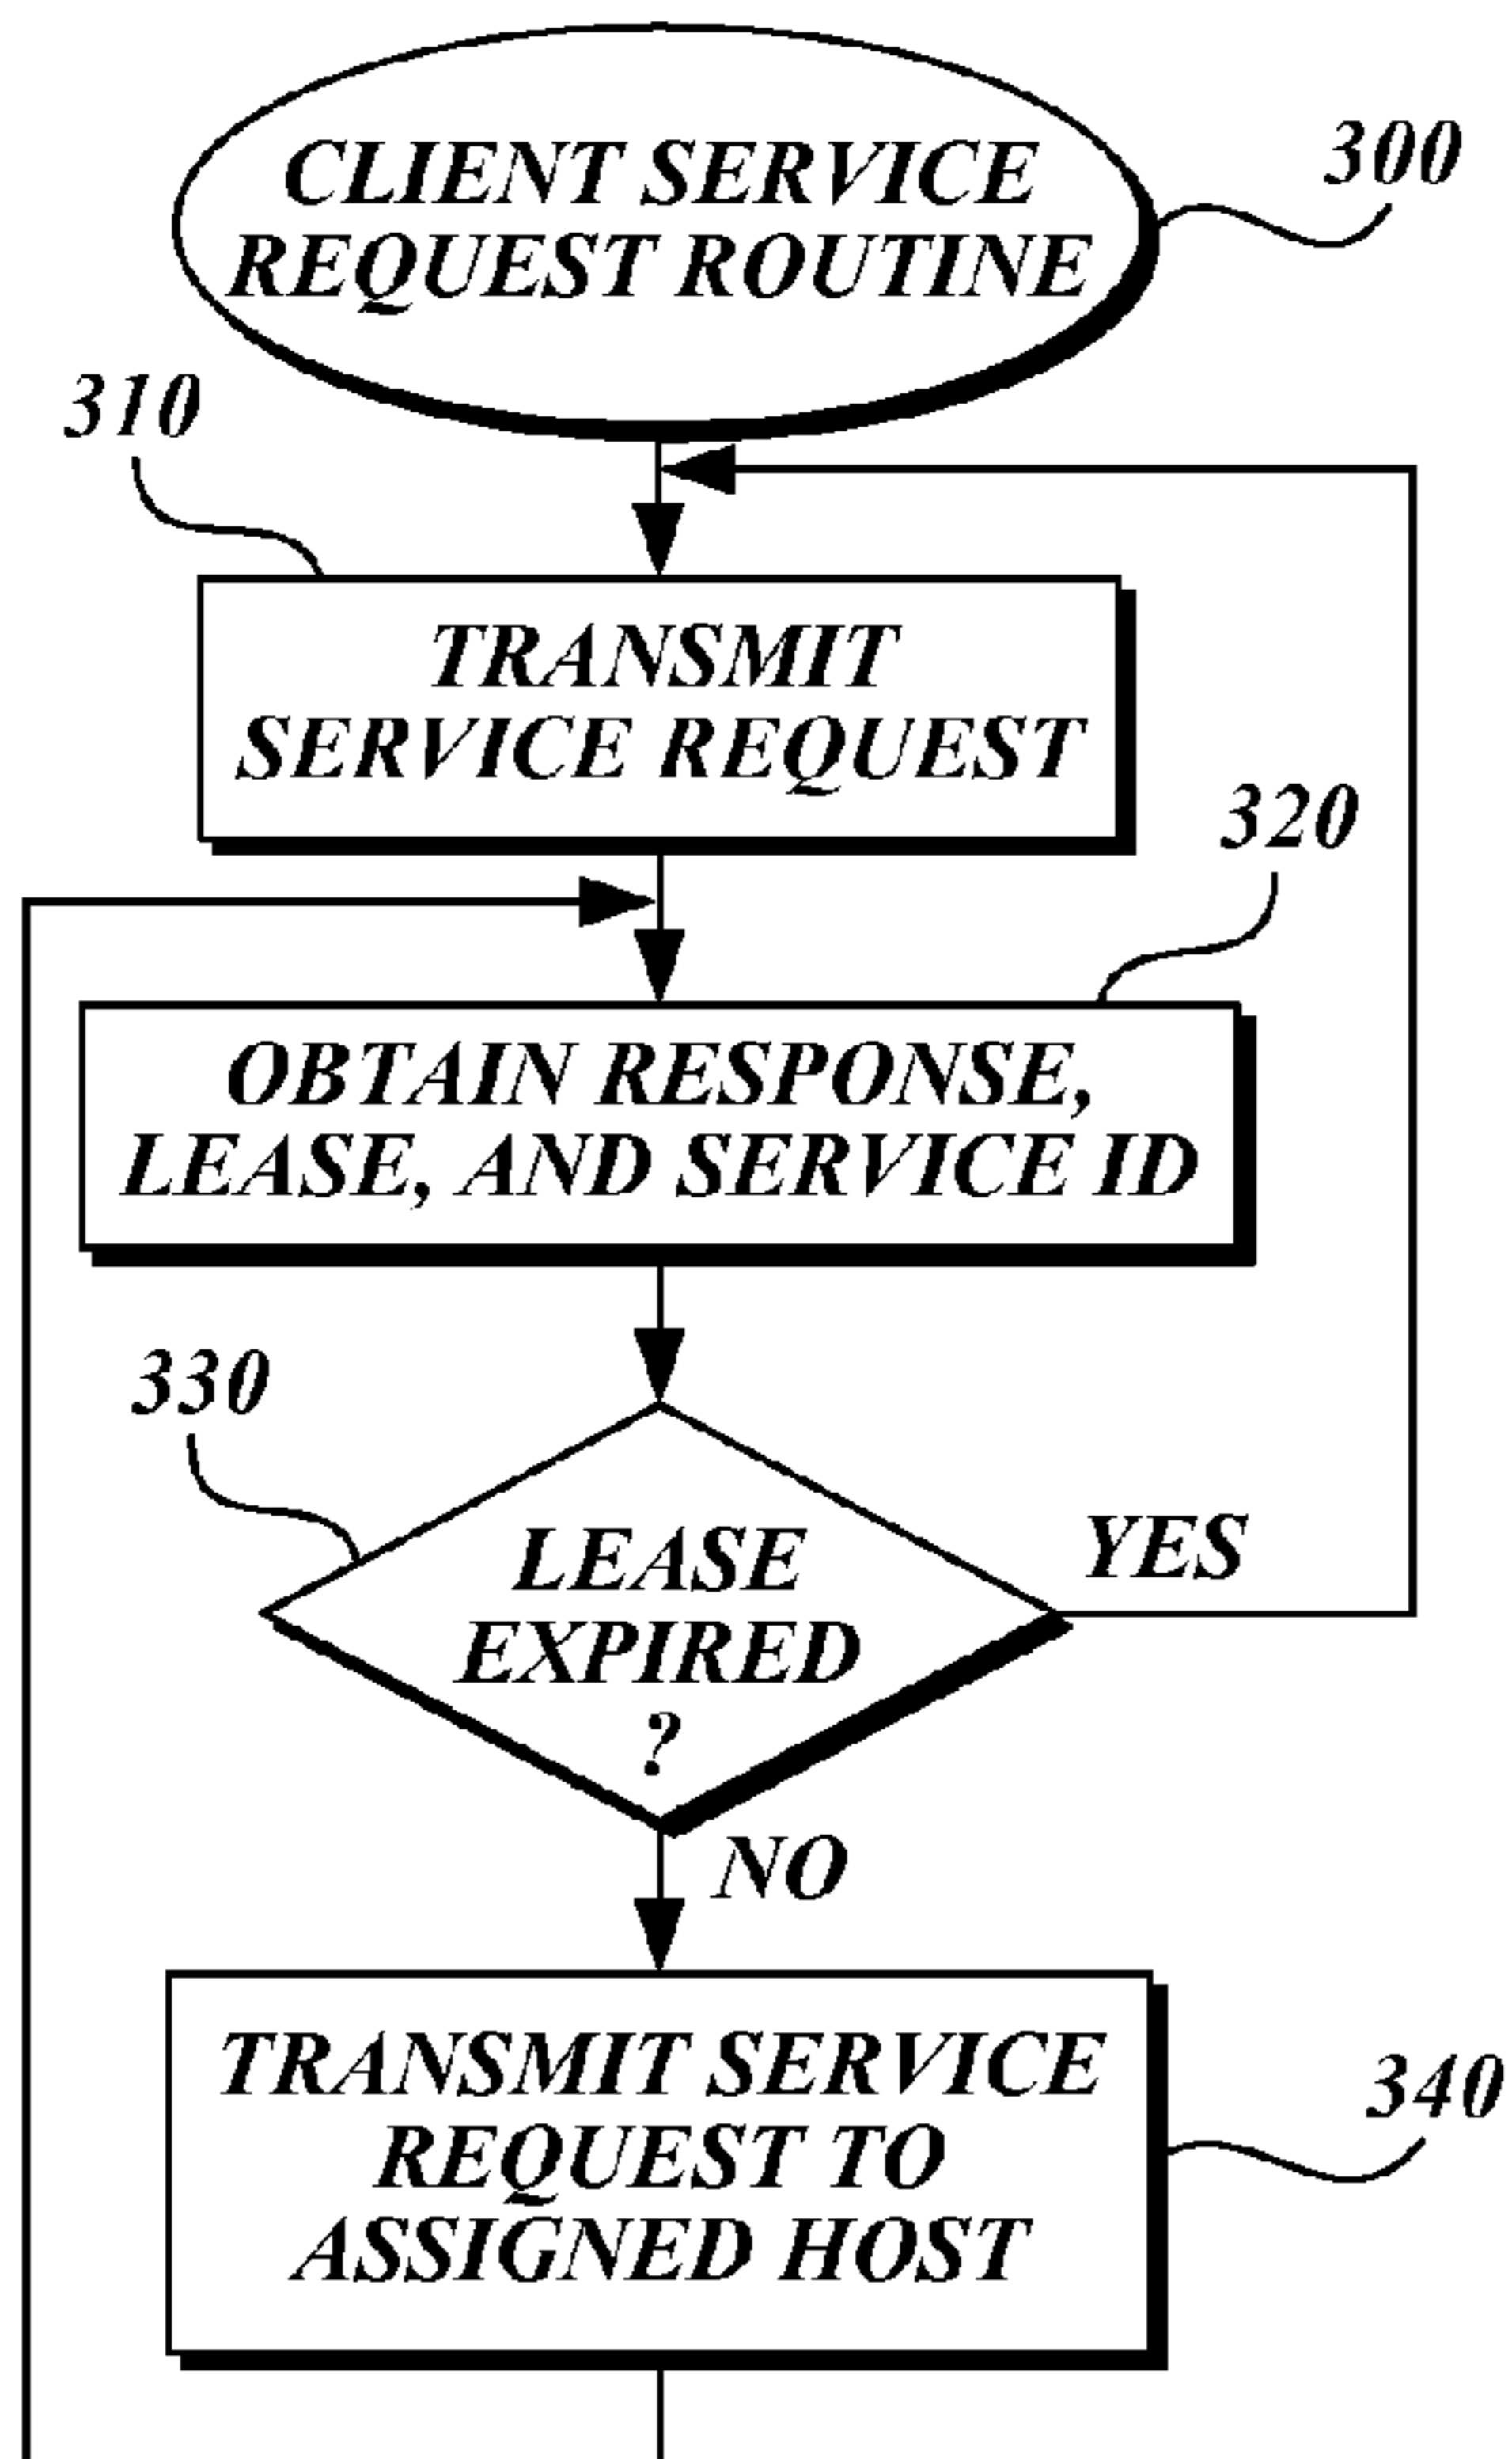 CLIENT SERVICE
REQUEST ROUTINE
300
310
TRANSMIT
SERVICE REQUEST
320
OBTAIN RESPONSE,
LEASE, AND SERVICE ID
330
LEASE
EXPIRED
?
YES
NO
TRANSMIT SERVICE
REQUEST TO
ASSIGNED HOST
340